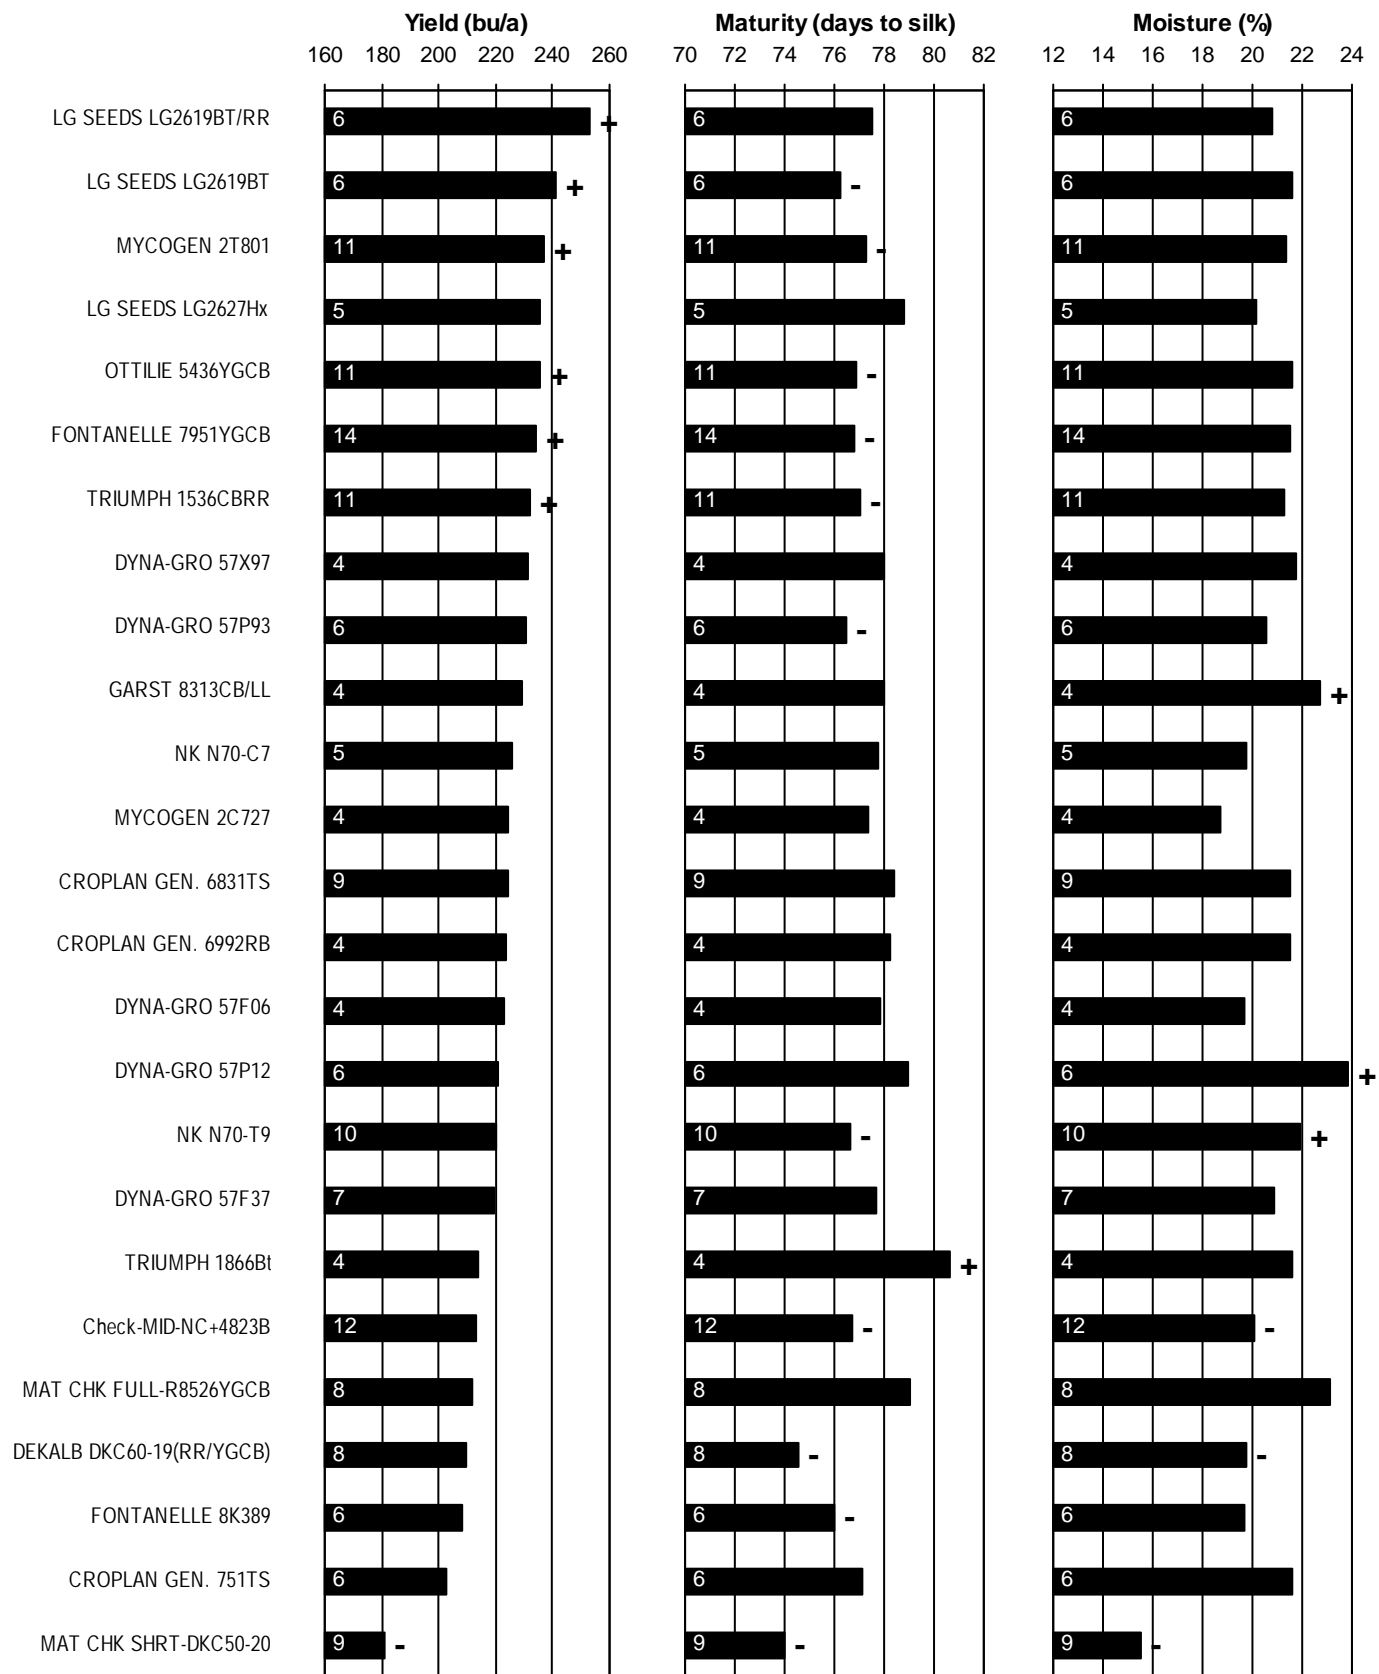 Yield (bu/a) Maturity (days to silk) Moisture (%)
160 180 200 220 240 260 70 72 74 76 78 80 82 12 14 16 18 20 22 24
LG SEEDS LG2619BT/RR 6 + 6 6
LG SEEDS LG2619BT 6 + 6 - 6
MYCOGEN 2T801 11 + 11 - 11
LG SEEDS LG2627Hx 5 5 5
OTTILIE 5436YGCB 11 + 11 - 11
FONTANELLE 7951YGCB 14 + 14 - 14
TRIUMPH 1536CBRR 11 + 11 - 11
DYNA-GRO 57X97 4 4 4
DYNA-GRO 57P93 6 6 - 6
GARST 8313CB/LL 4 4 4 +
NK N70-C7 5 5 5
MYCOGEN 2C727 4 4 4
CROPLAN GEN. 6831TS 9 9 9
CROPLAN GEN. 6992RB 4 4 4
DYNA-GRO 57F06 4 4 4
DYNA-GRO 57P12 6 6 6 +
NK N70-T9 10 10 - 10 +
DYNA-GRO 57F37 7 7 7
TRIUMPH 1866Bt 4 4 + 4
Check-MID-NC+4823B 12 12 - 12 -
MAT CHK FULL-R8526YGCB 8 8 8
DEKALB DKC60-19(RR/YGCB) 8 8 - 8 -
FONTANELLE 8K389 6 6 - 6
CROPLAN GEN. 751TS 6 6 6
MAT CHK SHRT-DKC50-20 9 - 9 - 9 -